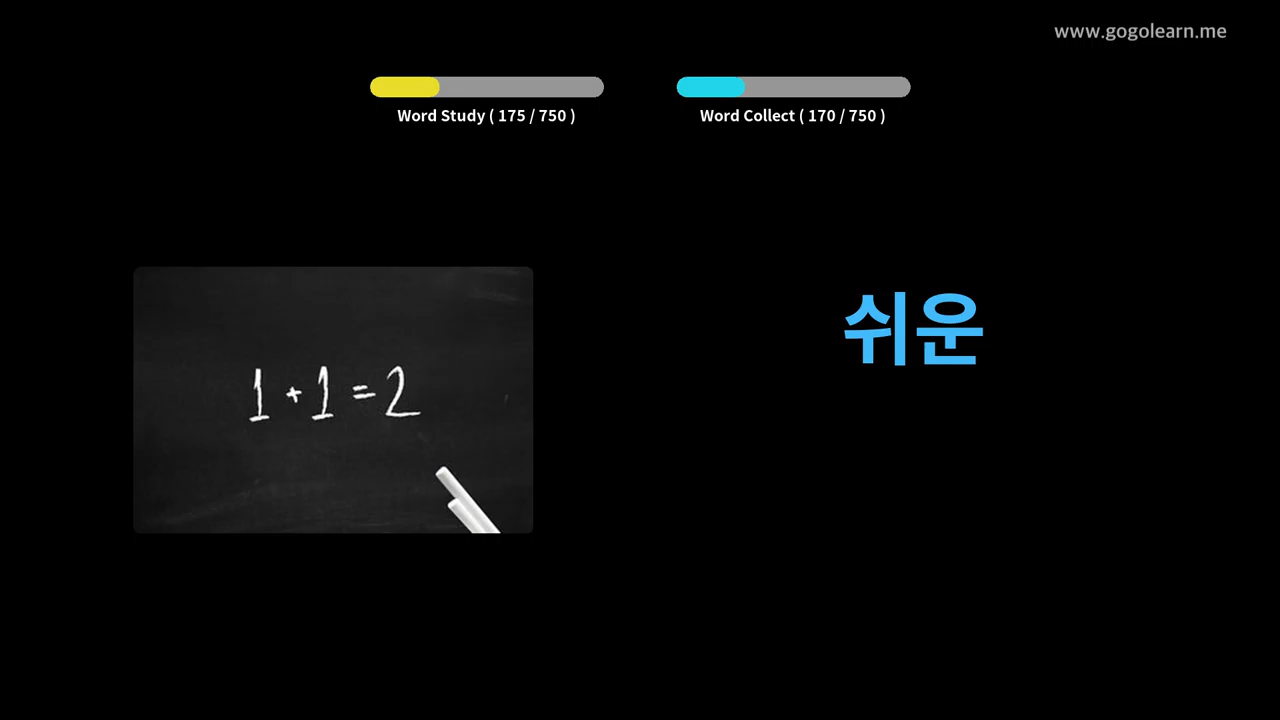 www.gogolearn.me
Word Study ( 175 / 750 )
Word Collect ( 170 / 750 )
1 + 1 = 2
쉬운